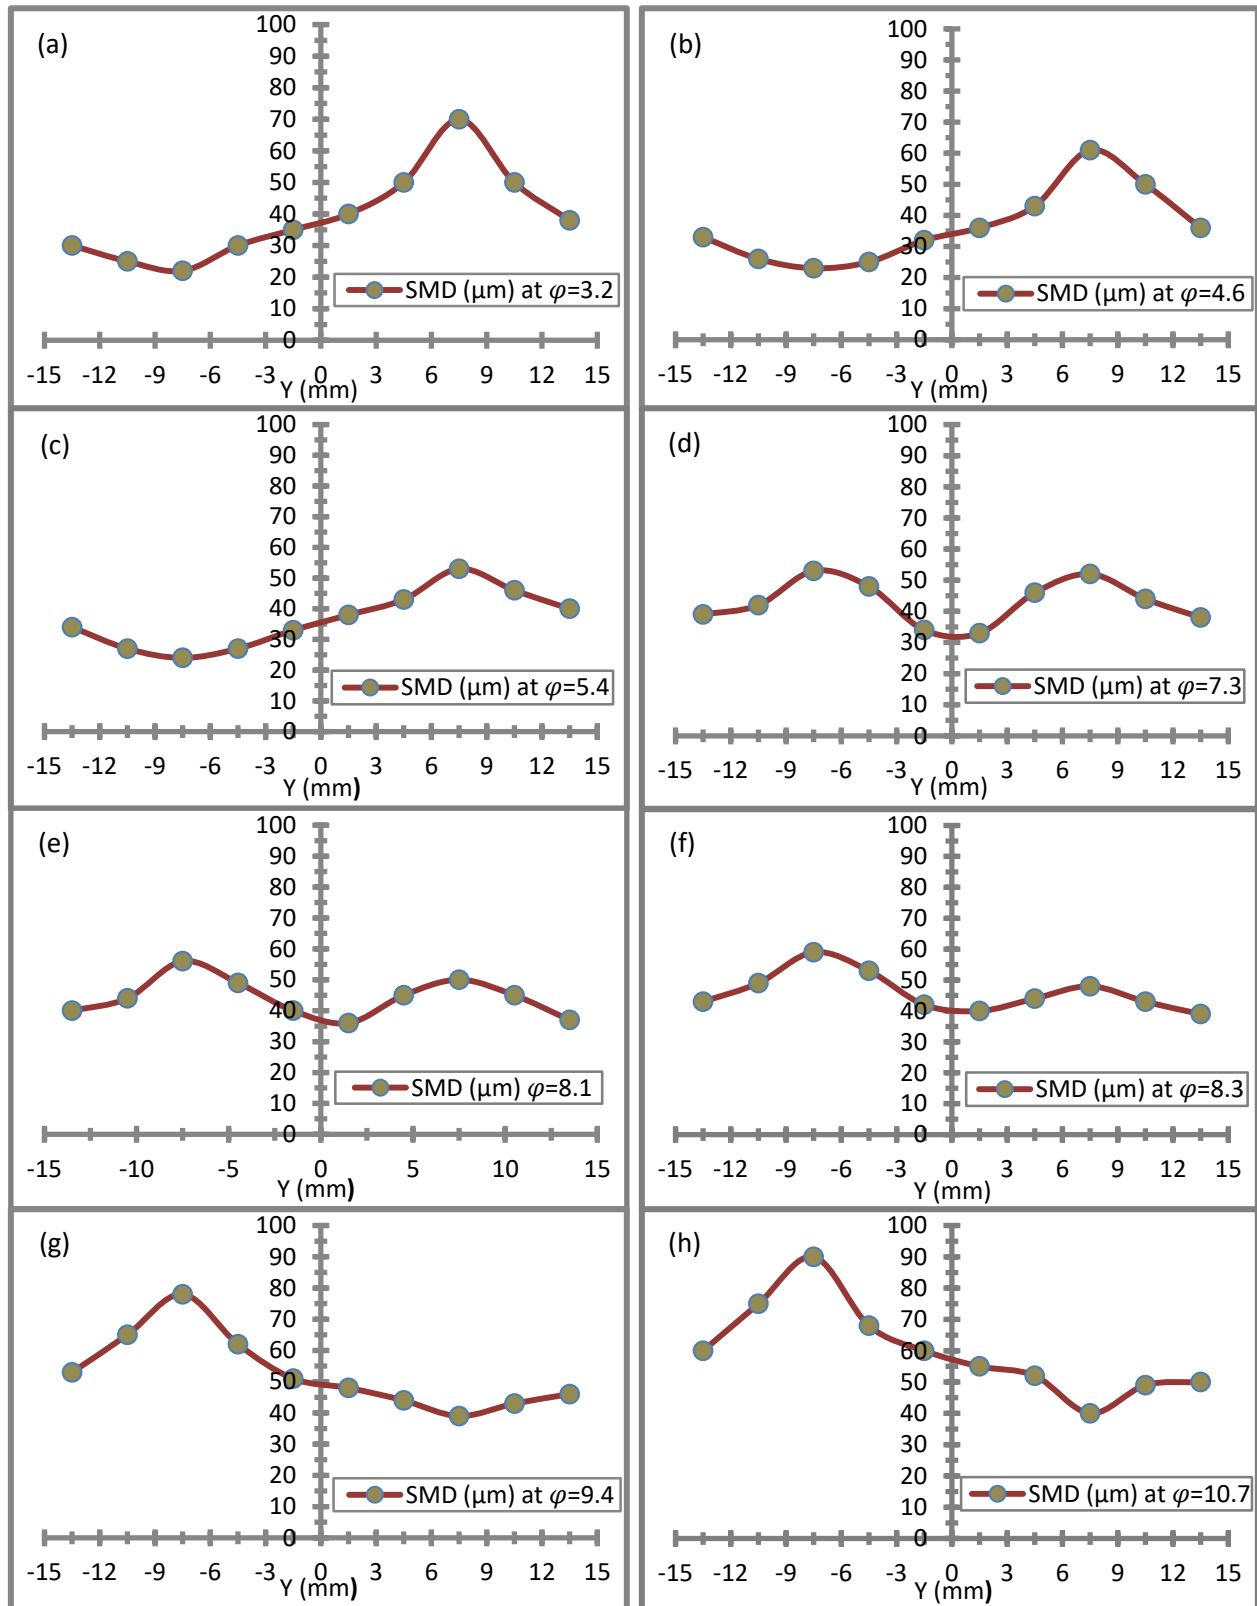 (a)
100
90
80
70
60
50
40
30
20
10
0
SMD (µm) at φ=3.2
-15 -12 -9 -6 -3 0 3 6 9 12 15
Y (mm)
(b)
100
90
80
70
60
50
40
30
20
10
0
SMD (µm) at φ=4.6
-15 -12 -9 -6 -3 0 3 6 9 12 15
Y (mm)
(c)
100
90
80
70
60
50
40
30
20
10
0
SMD (µm) at φ=5.4
-15 -12 -9 -6 -3 0 3 6 9 12 15
Y (mm)
(d)
100
90
80
70
60
50
40
30
20
10
0
SMD (µm) at φ=7.3
-15 -12 -9 -6 -3 0 3 6 9 12 15
Y (mm)
(e)
100
90
80
70
60
50
40
30
20
10
0
SMD (µm) φ=8.1
-15 -10 -5 0 5 10 15
Y (mm)
(f)
100
90
80
70
60
50
40
30
20
10
0
SMD (µm) at φ=8.3
-15 -12 -9 -6 -3 0 3 6 9 12 15
Y (mm)
(g)
100
90
80
70
60
50
40
30
20
10
0
SMD (µm) at φ=9.4
-15 -12 -9 -6 -3 0 3 6 9 12 15
Y (mm)
(h)
100
90
80
70
60
50
40
30
20
10
0
SMD (µm) at φ=10.7
-15 -12 -9 -6 -3 0 3 6 9 12 15
Y (mm)